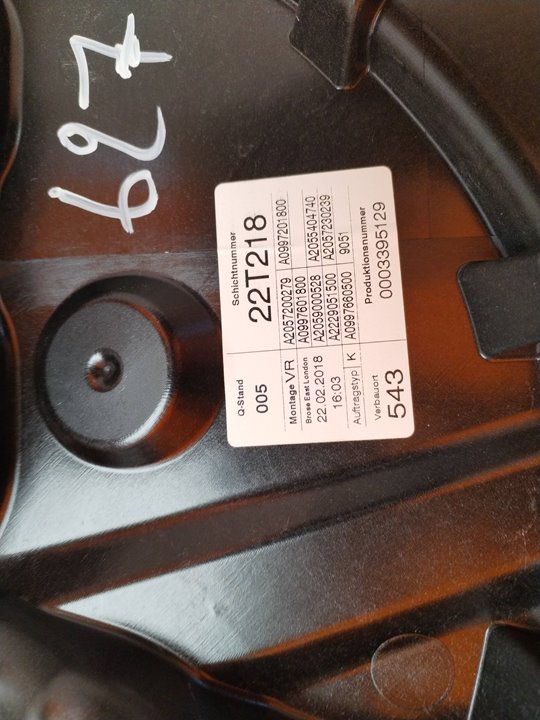 627
Q-Stand
Schichtnummer
005
22T218
Montage VR
A2057200279
A0997201800
Brose East London
A0997601800
22.02.2018
A2059000528
A2055404740
16:03
A2229051500
A2057230239
Auftragstyp K
A0997660500
9051
Verbauort
Produktionsnummer
543
0003395129